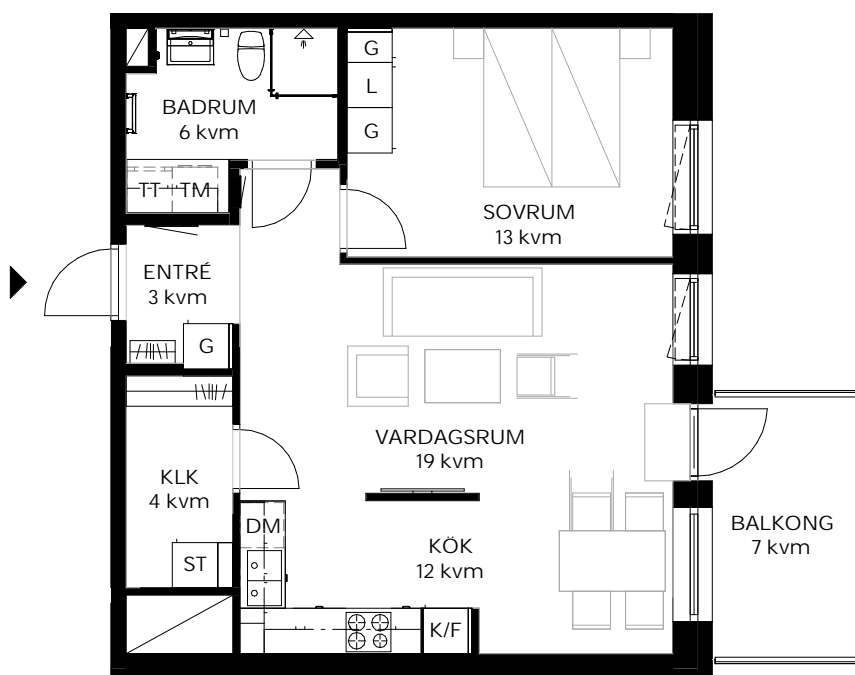 G
L
G
BADRUM
6 kvm
TT TM
SOVRUM
13 kvm
ENTRÉ
3 kvm
G
VARDAGSRUM
19 kvm
KLK
4 kvm
ST
DM
KÖK
12 kvm
K/F
BALKONG
7 kvm